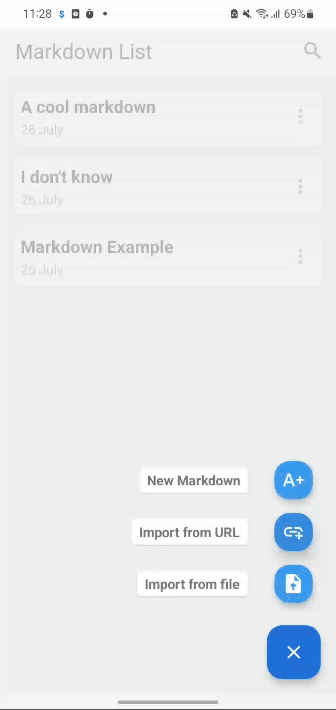 11:28 $ 69%
Markdown List
A cool markdown
26 July
I don't know
26 July
Markdown Example
26 July
New Markdown
A+
Import from URL
Import from file